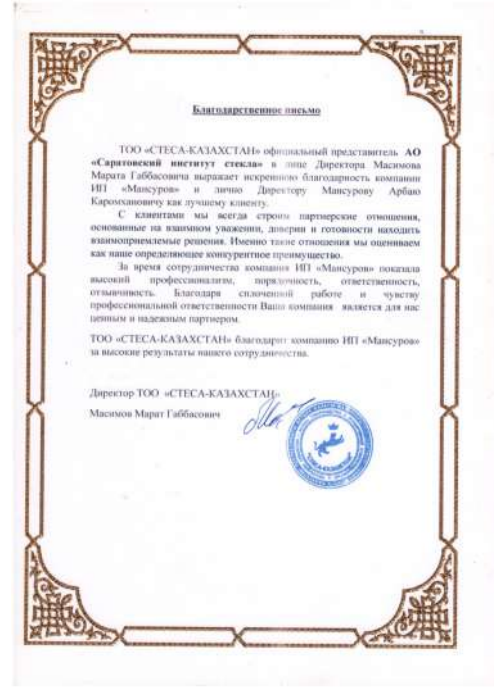 Благодарственное письмо
ТОО «СТЕСА-КАЗАХСТАН» официальный представитель АО
«Саратовский институт стекла» в лице Директора Масимова
Марата Габбасовича выражает искреннюю благодарность компании
ИП «Мансуров» и лично Директору Мансурову Арбаю
Каромхановичу как лучшему клиенту.
С клиентами мы всегда строим партнерские отношения,
основанные на взаимном уважении, доверии и готовности находить
взаимоприемлемые решения. Именно такие отношения мы оцениваем
как наше определяющее конкурентное преимущество.
За время сотрудничество компания ИП «Мансуров» показала
высокий профессионализм, порядочность, ответственность,
отзывчивость. Благодаря сплоченной работе и чувству
профессиональной ответственности Ваша компания является для нас
ценным и надежным партнером.
ТОО «СТЕСА-КАЗАХСТАН» благодарит компанию ИП «Мансуров»
за высокие результаты нашего сотрудничества.
Директор ТОО «СТЕСА-КАЗАХСТАН»
Масимов Марат Габбасович
"СТЕСА-КАЗАХСТАН"